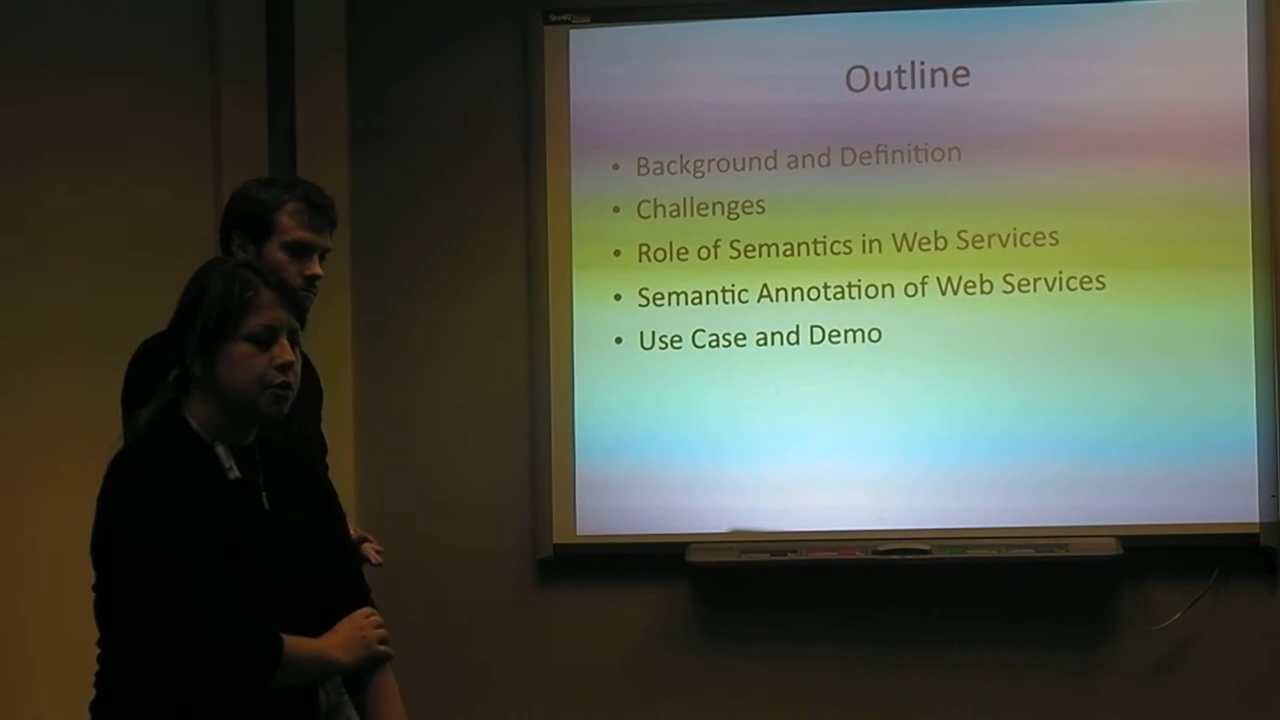 SMART
Outline
• Background and Definition
• Challenges
• Role of Semantics in Web Services
• Semantic Annotation of Web Services
• Use Case and Demo